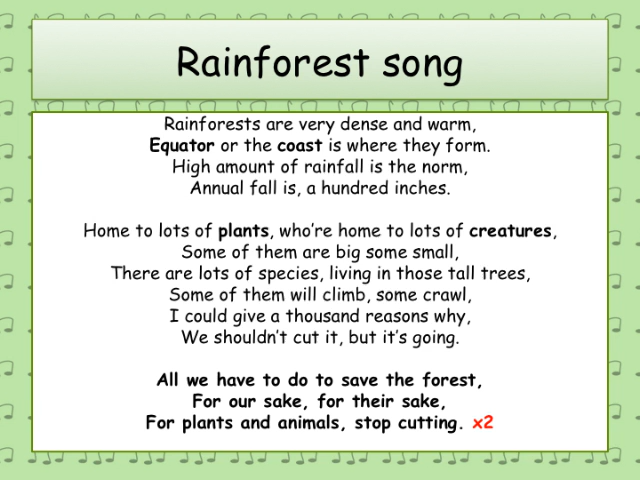 Rainforest song
Rainforests are very dense and warm,
Equator or the coast is where they form.
High amount of rainfall is the norm,
Annual fall is, a hundred inches.
Home to lots of plants, who're home to lots of creatures,
Some of them are big some small,
There are lots of species, living in those tall trees,
Some of them will climb, some crawl,
I could give a thousand reasons why,
We shouldn't cut it, but it's going.
All we have to do to save the forest,
For our sake, for their sake,
For plants and animals, stop cutting. x2